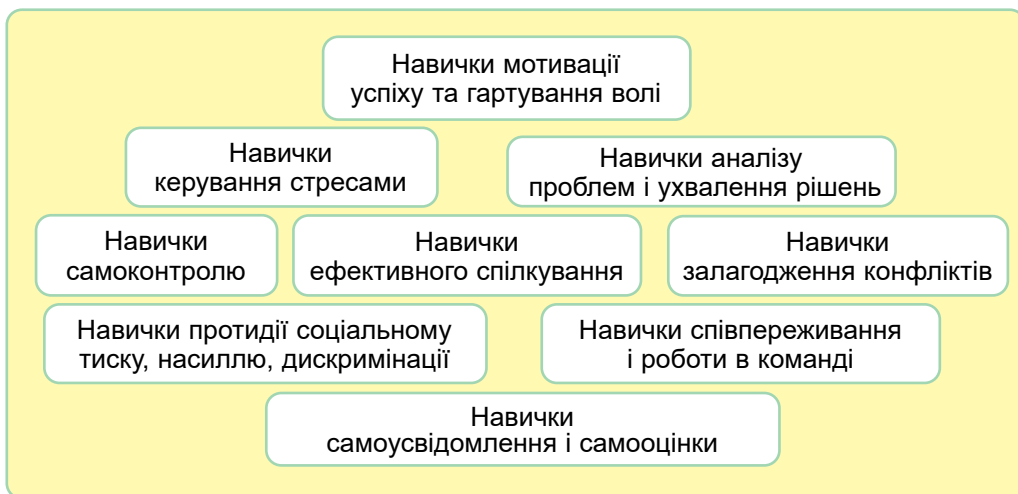 Навички мотивації
успіху та гартування волі
Навички
керування стресами
Навички аналізу
проблем і ухвалення рішень
Навички
самоконтролю
Навички
ефективного спілкування
Навички
залагодження конфліктів
Навички протидії соціальному
тиску, насиллю, дискримінації
Навички співпереживання
і роботи в команді
Навички
самоусвідомлення і самооцінки